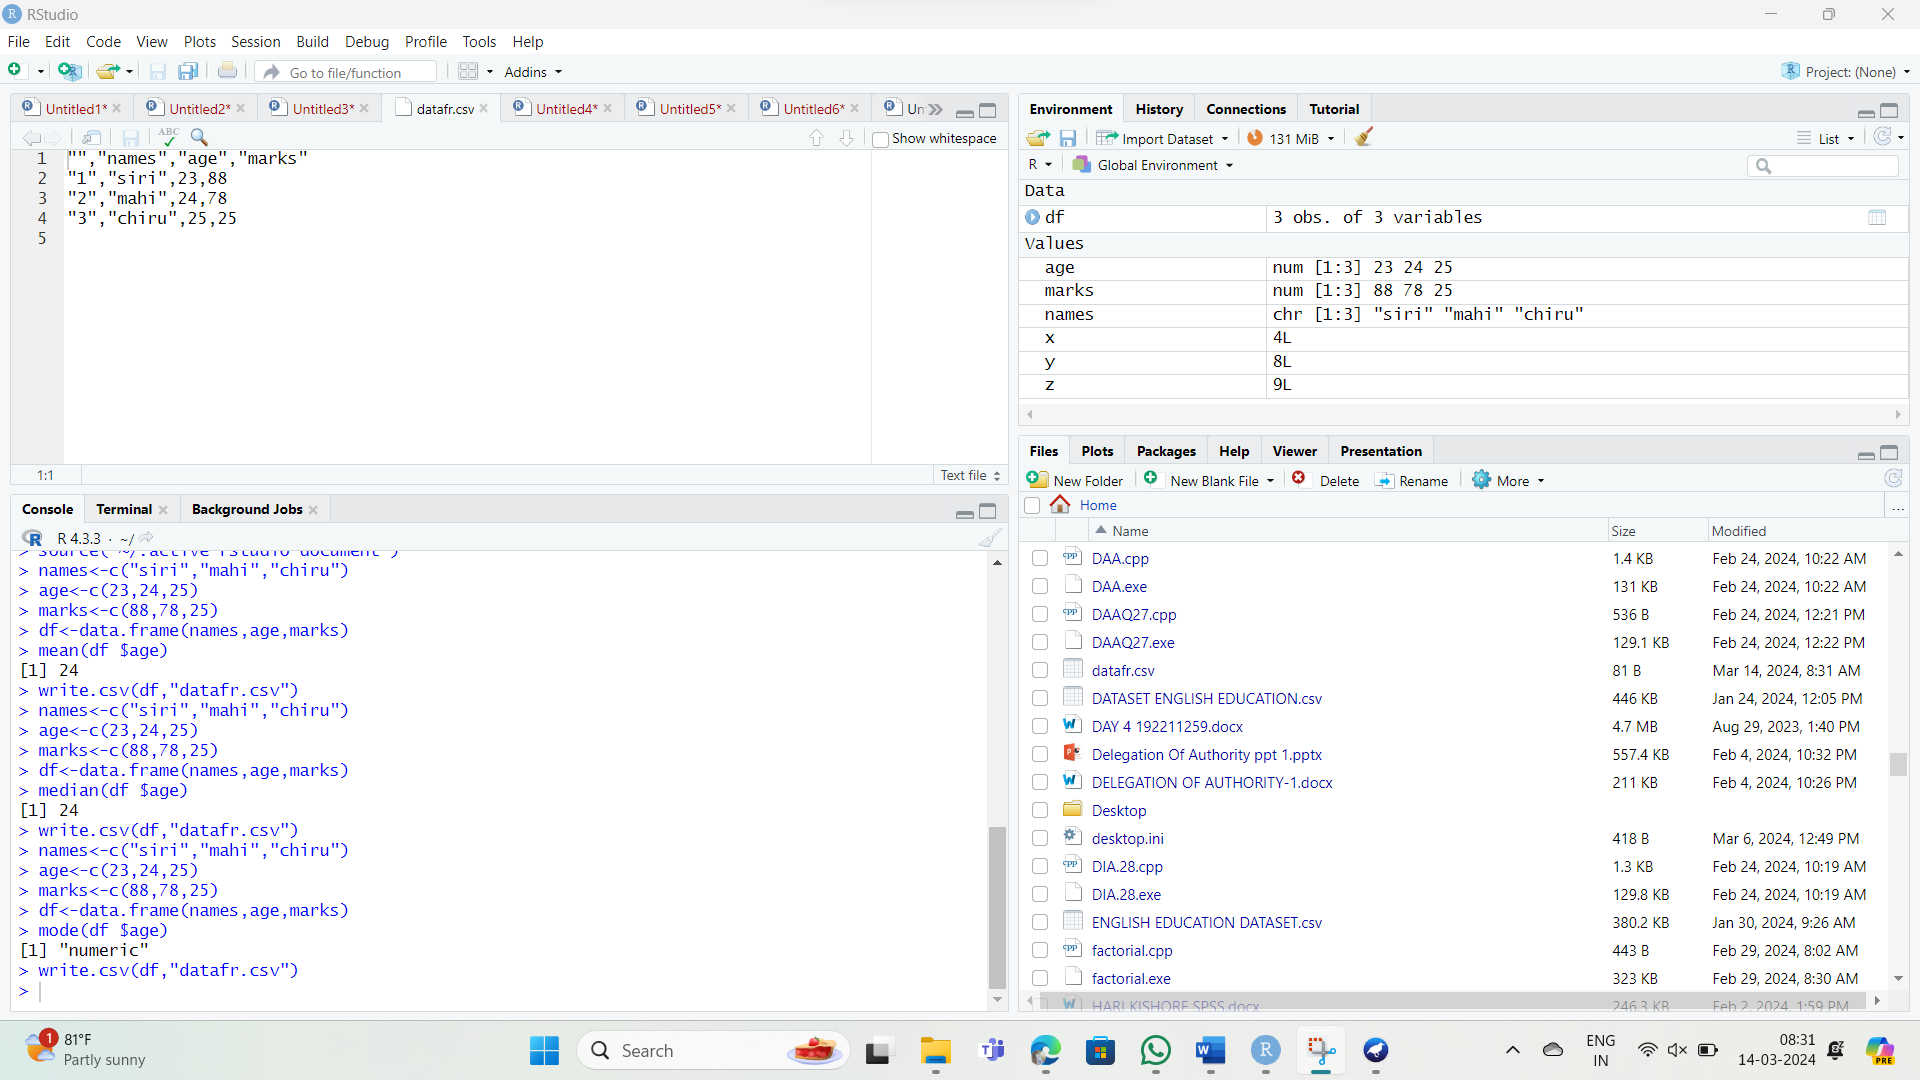 RStudio
File Edit Code View Plots Session Build Debug Profile Tools Help
Go to file/function Addins Project: (None)
Untitled1* Untitled2* Untitled3* datafr.csv Untitled4* Untitled5* Untitled6* Un
ABC Show whitespace
1 "","names","age","marks"
2 "1","siri",23,88
3 "2","mahi",24,78
4 "3","chiru",25,25
5
1:1 Text file
Console Terminal Background Jobs
R 4.3.3 · ~/
> source("~/.active-rstudio-document")
> names<-c("siri","mahi","chiru")
> age<-c(23,24,25)
> marks<-c(88,78,25)
> df<-data.frame(names,age,marks)
> mean(df $age)
[1] 24
> write.csv(df,"datafr.csv")
> names<-c("siri","mahi","chiru")
> age<-c(23,24,25)
> marks<-c(88,78,25)
> df<-data.frame(names,age,marks)
> median(df $age)
[1] 24
> write.csv(df,"datafr.csv")
> names<-c("siri","mahi","chiru")
> age<-c(23,24,25)
> marks<-c(88,78,25)
> df<-data.frame(names,age,marks)
> mode(df $age)
[1] "numeric"
> write.csv(df,"datafr.csv")
>
Environment History Connections Tutorial
Import Dataset 131 MiB List
R Global Environment
Data
df 3 obs. of 3 variables
Values
age num [1:3] 23 24 25
marks num [1:3] 88 78 25
names chr [1:3] "siri" "mahi" "chiru"
x 4L
y 8L
z 9L
Files Plots Packages Help Viewer Presentation
New Folder New Blank File Delete Rename More
Home ...
Name Size Modified
DAA.cpp 1.4 KB Feb 24, 2024, 10:22 AM
DAA.exe 131 KB Feb 24, 2024, 10:22 AM
DAAQ27.cpp 536 B Feb 24, 2024, 12:21 PM
DAAQ27.exe 129.1 KB Feb 24, 2024, 12:22 PM
datafr.csv 81 B Mar 14, 2024, 8:31 AM
DATASET ENGLISH EDUCATION.csv 446 KB Jan 24, 2024, 12:05 PM
DAY 4 192211259.docx 4.7 MB Aug 29, 2023, 1:40 PM
Delegation Of Authority ppt 1.pptx 557.4 KB Feb 4, 2024, 10:32 PM
DELEGATION OF AUTHORITY-1.docx 211 KB Feb 4, 2024, 10:26 PM
Desktop
desktop.ini 418 B Mar 6, 2024, 12:49 PM
DIA.28.cpp 1.3 KB Feb 24, 2024, 10:19 AM
DIA.28.exe 129.8 KB Feb 24, 2024, 10:19 AM
ENGLISH EDUCATION DATASET.csv 380.2 KB Jan 30, 2024, 9:26 AM
factorial.cpp 443 B Feb 29, 2024, 8:02 AM
factorial.exe 323 KB Feb 29, 2024, 8:30 AM
HARI KISHORE SPSS.docx 246.3 KB Feb 2, 2024, 1:59 PM
1 81°F
Partly sunny
Search
ENG
IN
08:31
14-03-2024
PRE